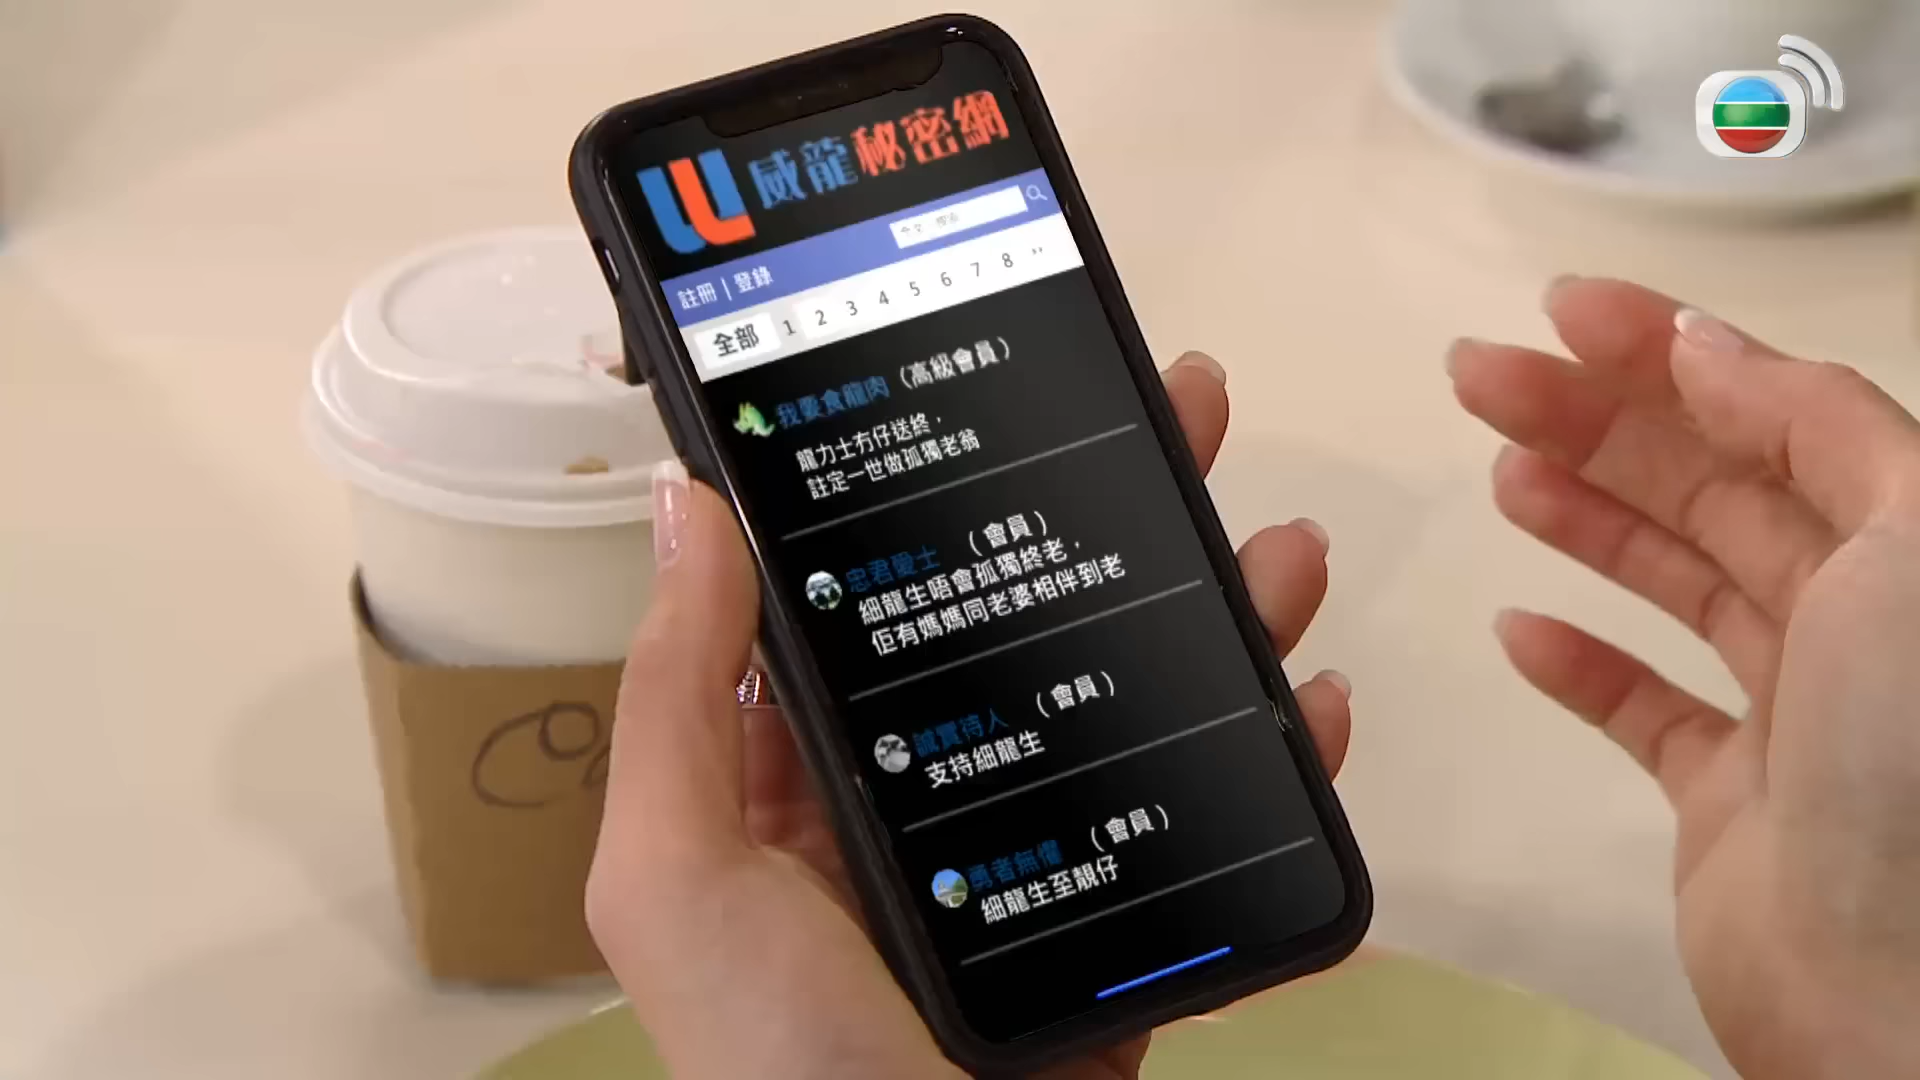 威龍秘密網
註冊 | 登錄
全部 1 2 3 4 5 6 7 8 ››
我要食龍肉 (高級會員)
龍力士冇仔送終，
註定一世做孤獨老翁
忠君愛士 (會員)
細龍生唔會孤獨終老，
佢有媽媽同老婆相伴到老
誠實待人 (會員)
支持細龍生
勇者無懼 (會員)
細龍生至靚仔